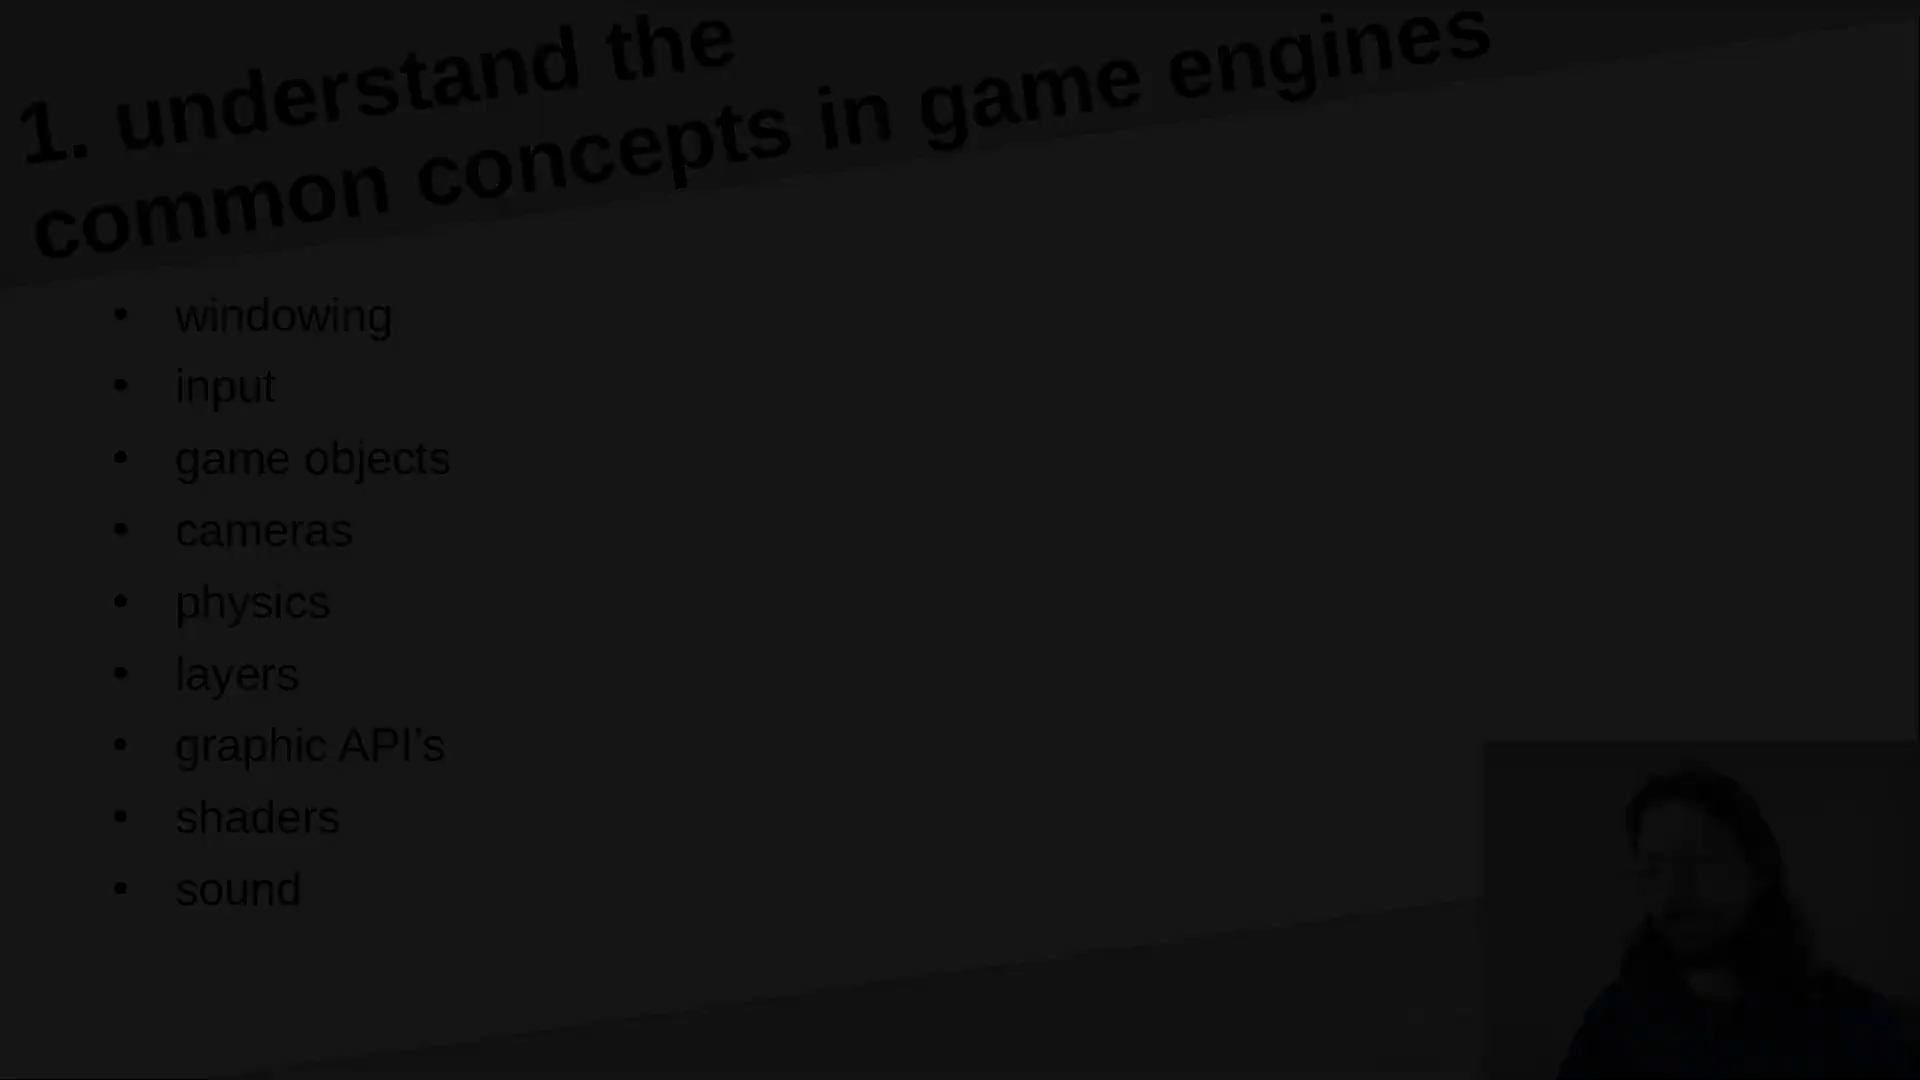 1. understand the
common concepts in game engines
• windowing
• input
• game objects
• cameras
• physics
• layers
• graphic API's
• shaders
• sound